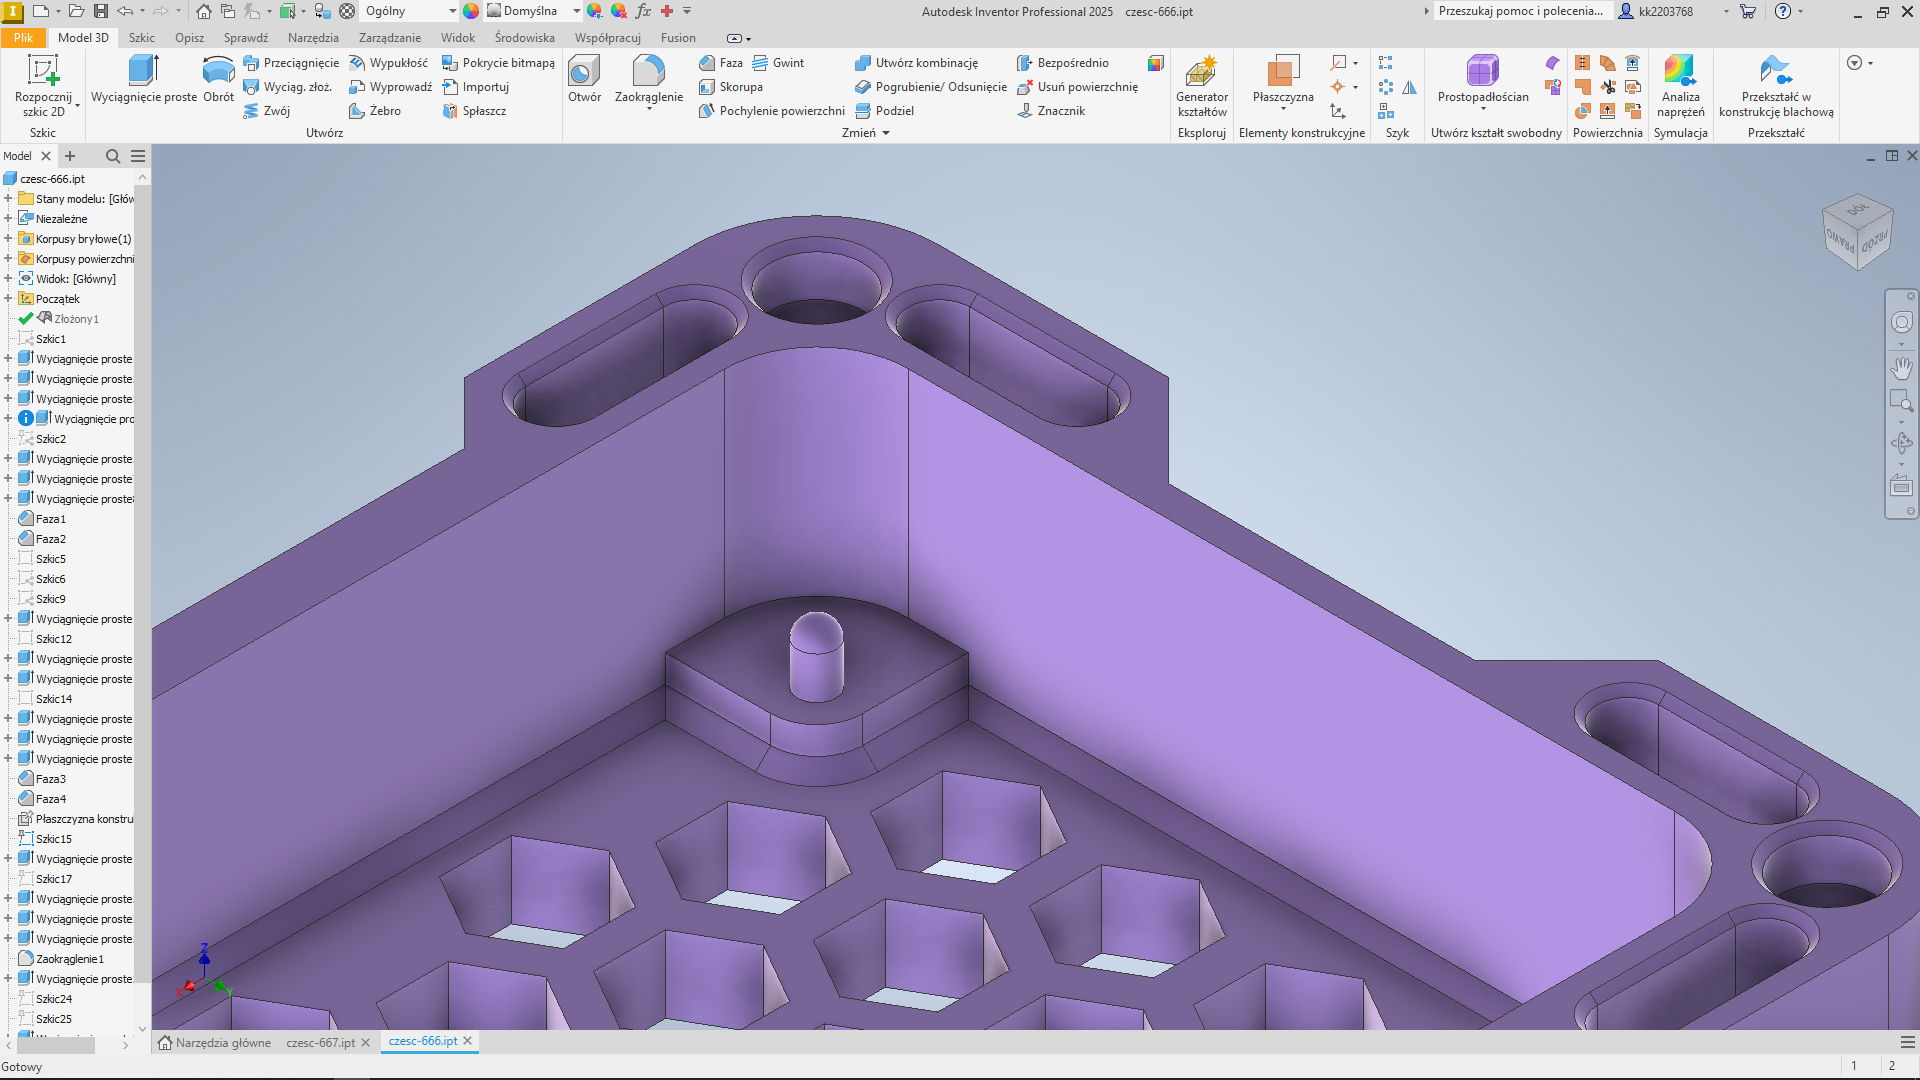 Ogólny Domyślna Autodesk Inventor Professional 2025 czesc-666.ipt Przeszukaj pomoc i polecenia... kk2203768
Plik Model 3D Szkic Opisz Sprawdź Narzędzia Zarządzanie Widok Środowiska Współpracuj Fusion
Rozpocznij szkic 2D
Szkic
Wyciągnięcie proste
Obrót
Przeciągnięcie
Wyciąg. złoż.
Zwój
Wypukłość
Wyprowadź
Żebro
Pokrycie bitmapą
Importuj
Spłaszcz
Utwórz
Otwór
Zaokrąglenie
Faza
Skorupa
Pochylenie powierzchni
Gwint
Utwórz kombinację
Pogrubienie/ Odsunięcie
Podziel
Bezpośrednio
Usuń powierzchnię
Znacznik
Zmień
Generator kształtów
Eksploruj
Płaszczyzna
Elementy konstrukcyjne
Szyk
Prostopadłościan
Utwórz kształt swobodny
Powierzchnia
Analiza naprężeń
Symulacja
Przekształć w konstrukcję blachową
Przekształć
Model
czesc-666.ipt
Stany modelu: [Głów
Niezależne
Korpusy bryłowe(1)
Korpusy powierzchni
Widok: [Główny]
Początek
Złożony1
Szkic1
Wyciągnięcie proste
Wyciągnięcie proste
Wyciągnięcie proste
Wyciągnięcie pro
Szkic2
Wyciągnięcie proste
Wyciągnięcie proste
Wyciągnięcie proste
Faza1
Faza2
Szkic5
Szkic6
Szkic9
Wyciągnięcie proste
Szkic12
Wyciągnięcie proste
Wyciągnięcie proste
Szkic14
Wyciągnięcie proste
Wyciągnięcie proste
Wyciągnięcie proste
Faza3
Faza4
Płaszczyzna konstru
Szkic15
Wyciągnięcie proste
Szkic17
Wyciągnięcie proste
Wyciągnięcie proste
Wyciągnięcie proste
Zaokrąglenie1
Wyciągnięcie proste
Szkic24
Szkic25
DÓŁ
PRAWO
PRZÓD
Z
X
Y
Narzędzia główne czesc-667.ipt czesc-666.ipt
Gotowy 1 2